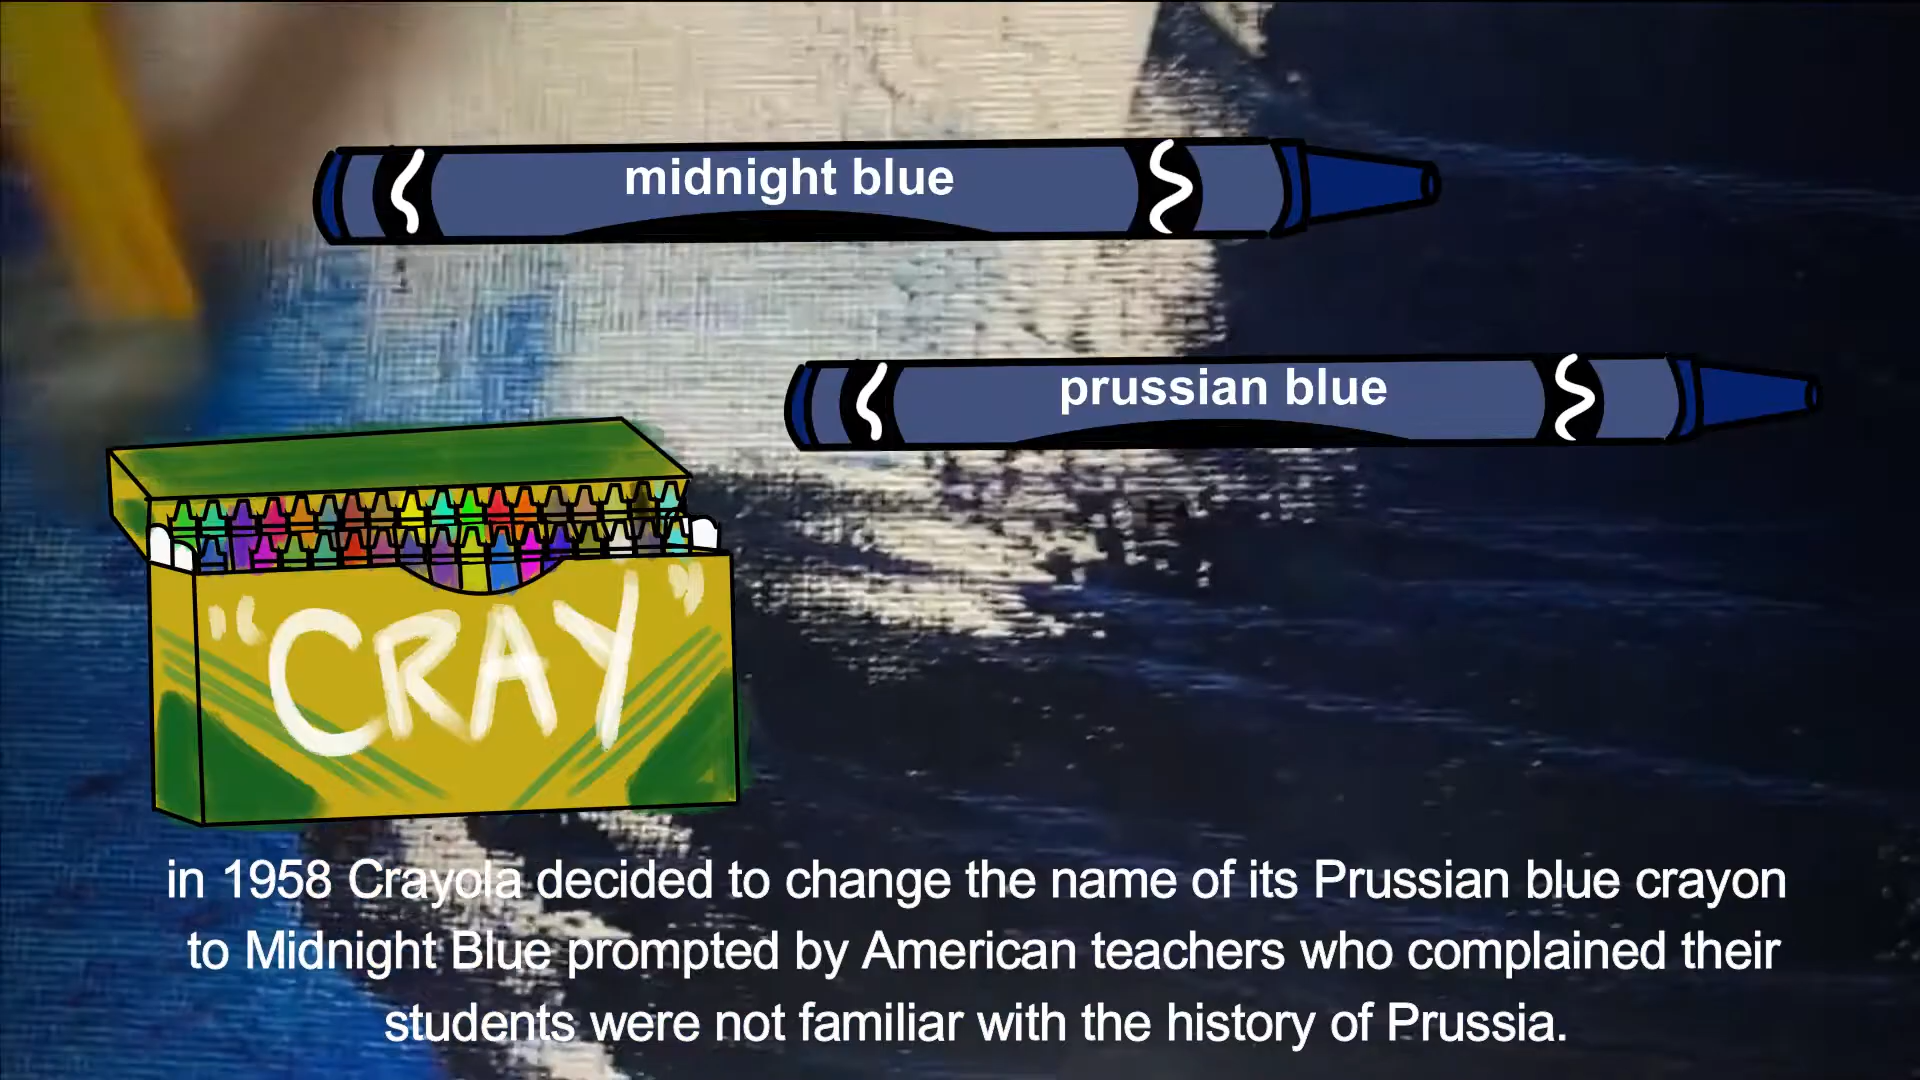 midnight blue
prussian blue
"CRAY"
in 1958 Crayola decided to change the name of its Prussian blue crayon
to Midnight Blue prompted by American teachers who complained their
students were not familiar with the history of Prussia.